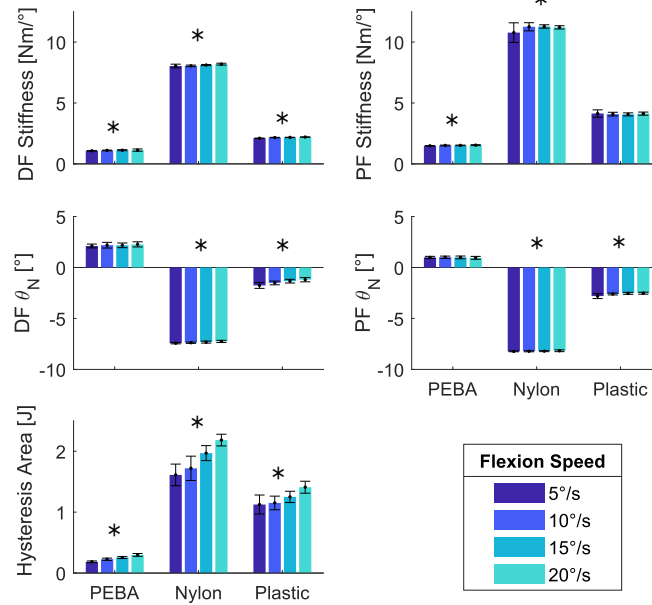 DF Stiffness [Nm/°]
10
5
0
*
*
*
PF Stiffness [Nm/°]
10
5
0
*
*
DF θN [°]
5
0
-5
-10
*
*
PF θN [°]
5
0
-5
-10
*
*
PEBA Nylon Plastic
Hysteresis Area [J]
2
1
0
*
*
*
PEBA Nylon Plastic
Flexion Speed
5°/s
10°/s
15°/s
20°/s